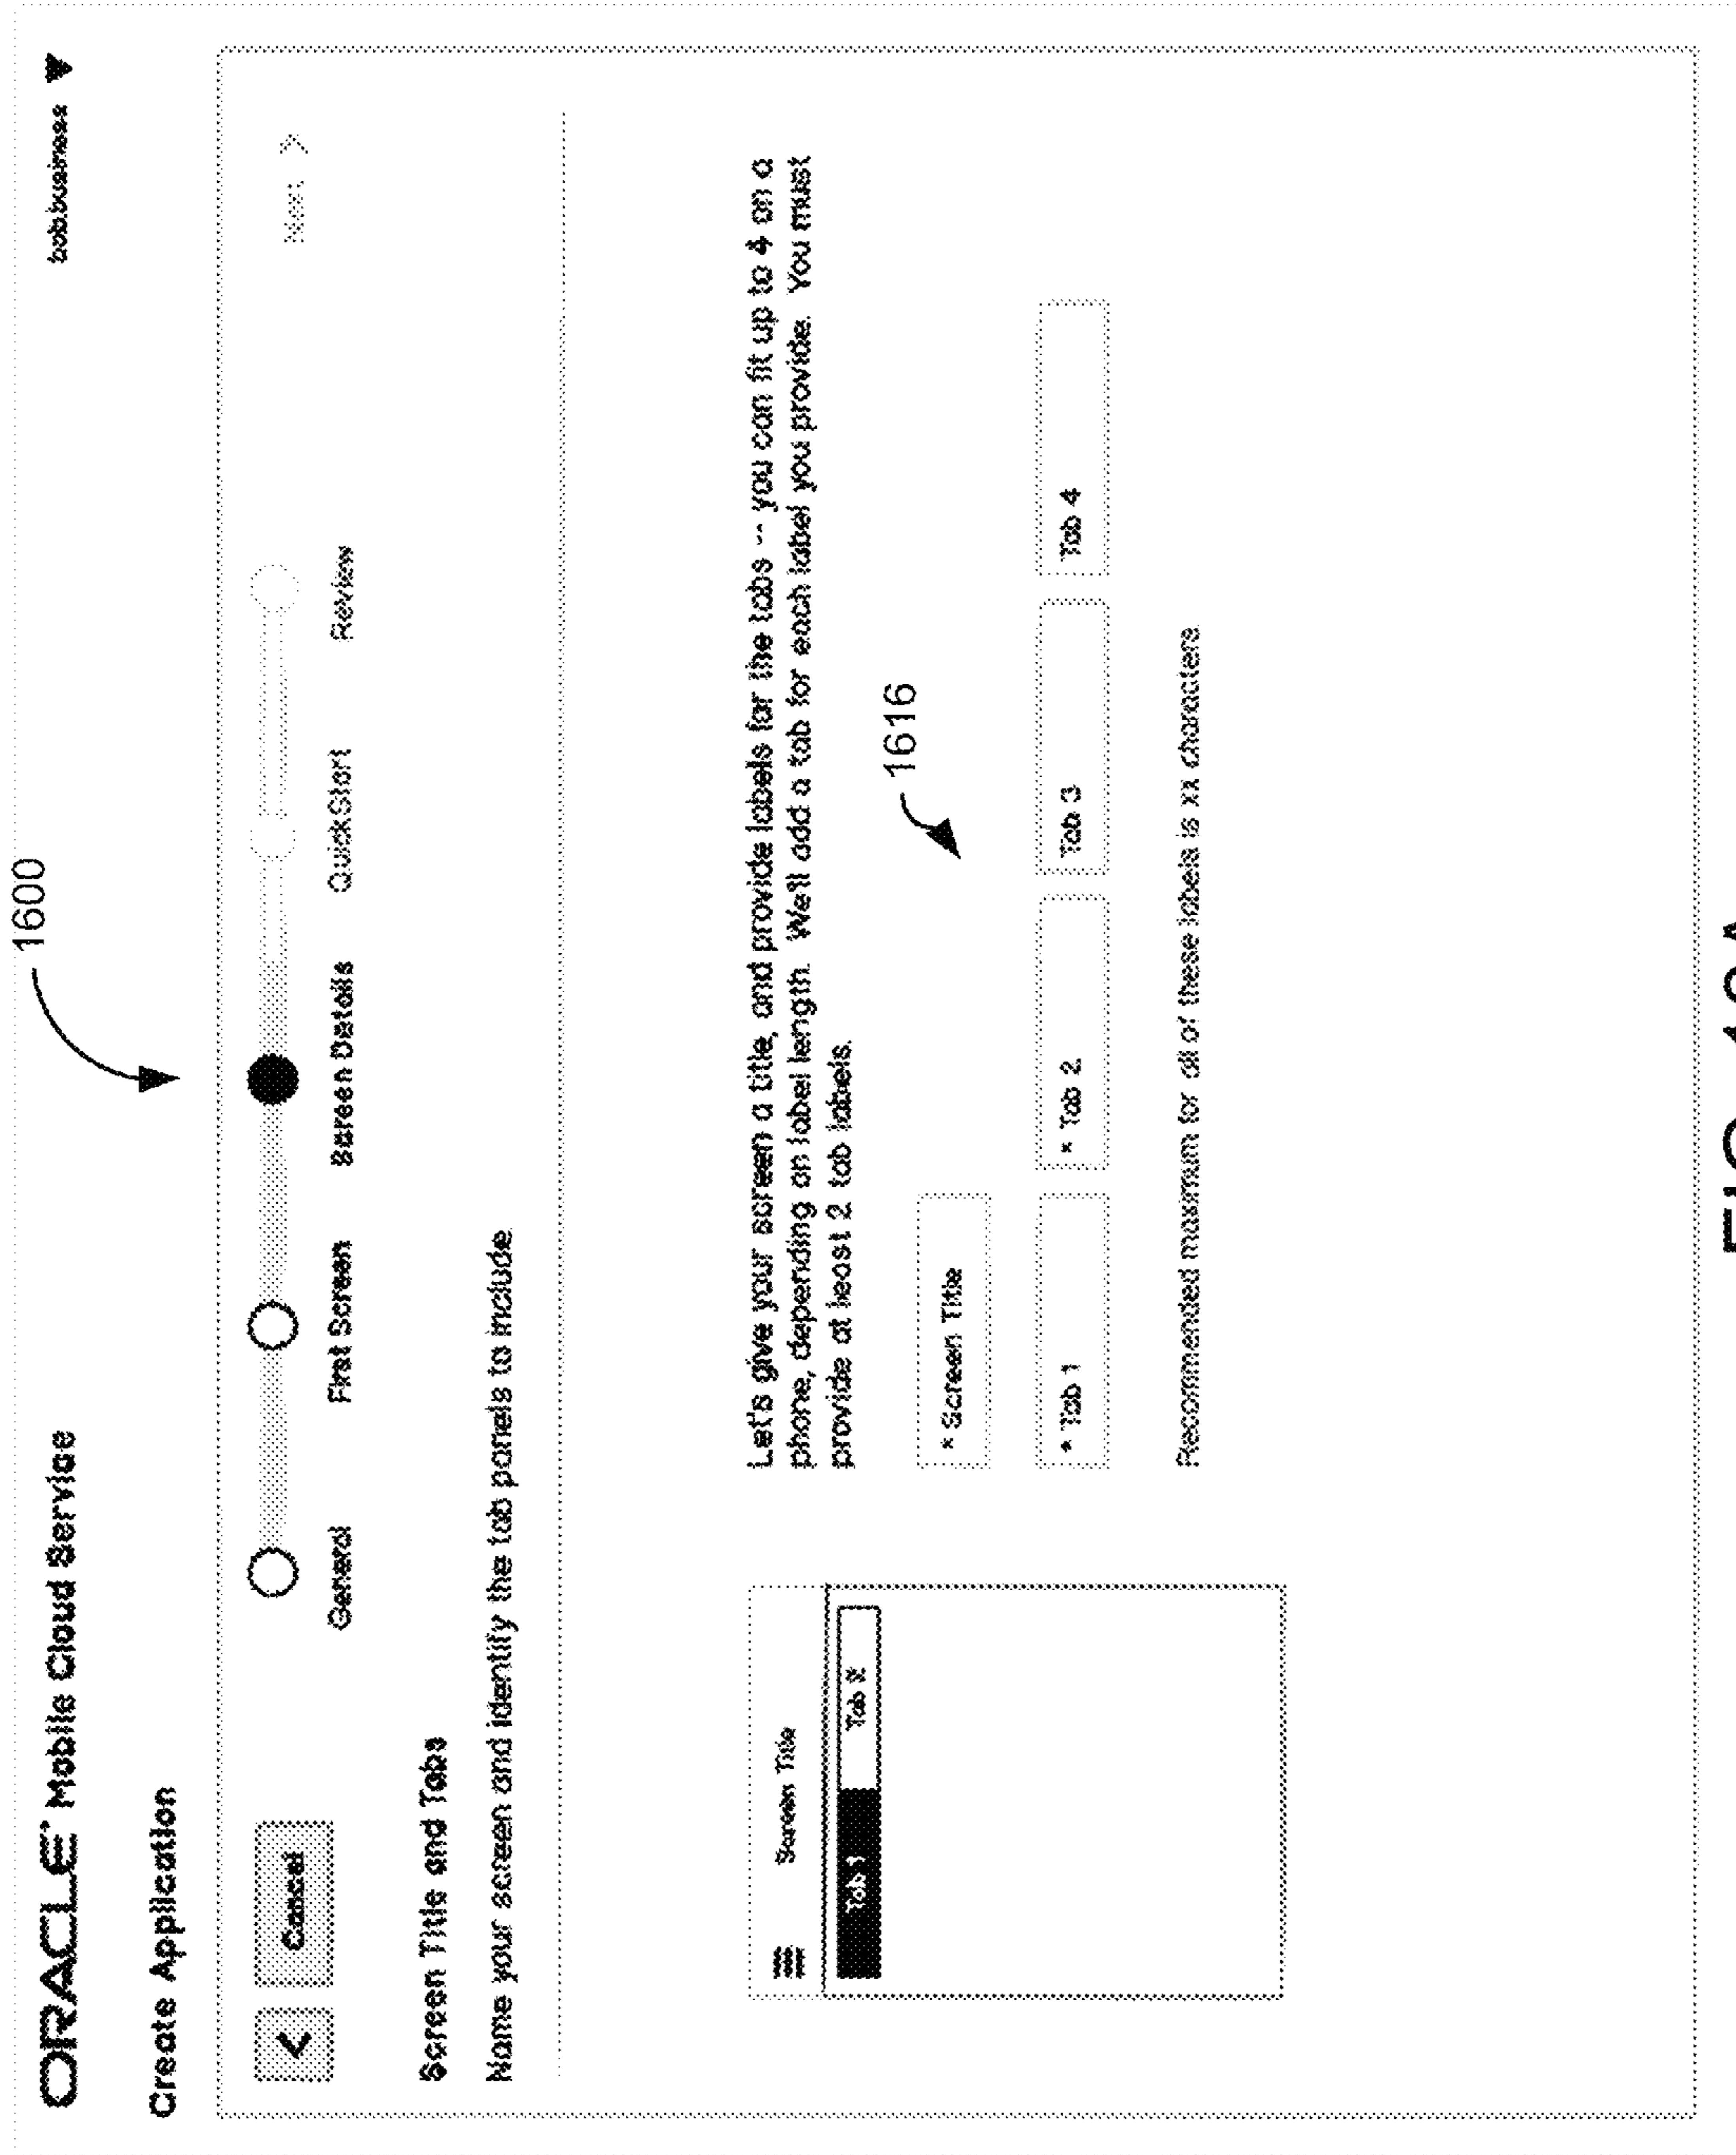 1600
ORACLE Mobile Cloud Service
bob.business
Create Application
Cancel
Next
General
First Screen
Screen Details
QuickStart
Review
Screen Title and Tabs
Name your screen and identify the tab panels to include.
Screen Title
Tab 1
Let's give your screen a title, and provide labels for the tabs -- you can fit up to 4 on a
phone, depending on label length. We'll add a tab for each label you provide. You must
provide at least 2 tab labels.
1616
* Screen Title
* Tab 1
* Tab 2
Tab 3
Tab 4
Recommended maximum for all of these labels is xx characters.